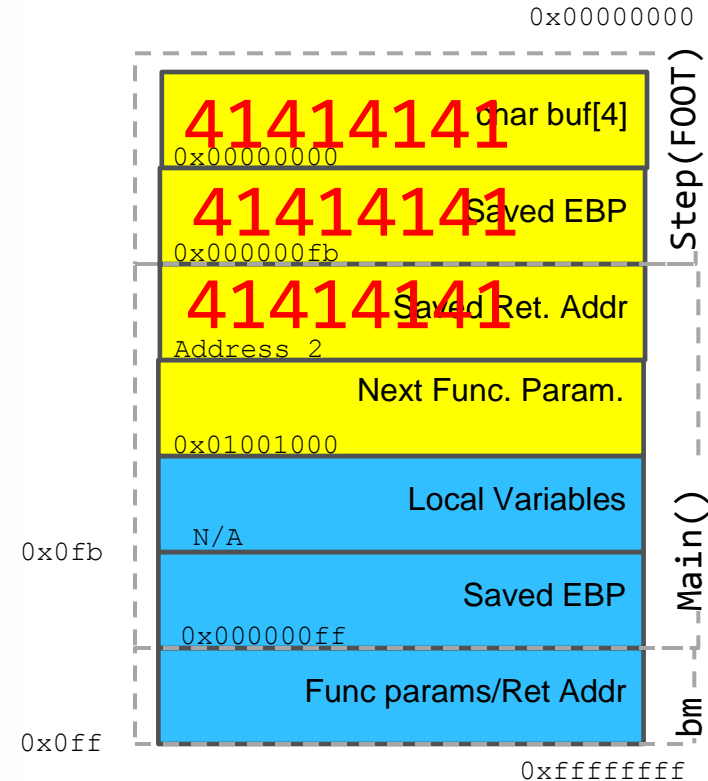 0x00000000
Step(FOOT)
41414141
char buf[4]
0x00000000
41414141
Saved EBP
0x000000fb
41414141
Saved Ret. Addr
Address 2
Next Func. Param.
0x01001000
Local Variables
N/A
0x0fb
Main()
Saved EBP
0x000000ff
Func params/Ret Addr
bm
0x0ff
0xffffffff